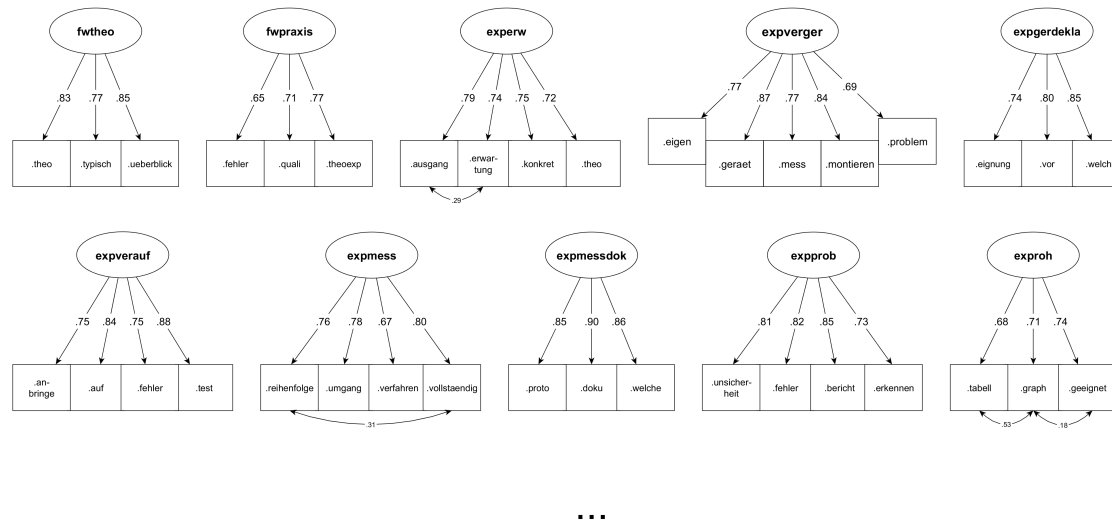 fwtheo
fwpraxis
experw
expverger
expgerdekla
.83 .77 .85
.65 .71 .77
.79 .74 .75 .72
.77 .87 .77 .84 .69
.74 .80 .85
.theo .typisch .ueberblick
.fehler .quali .theoexp
.ausgang .erwar-
tung .konkret .theo
.29
.eigen .geraet .mess .montieren .problem
.eignung .vor .welch
expverauf
expmess
expmessdok
expprob
exproh
.75 .84 .75 .88
.76 .78 .67 .80
.85 .90 .86
.81 .82 .85 .73
.68 .71 .74
.an-
bringe .auf .fehler .test
.reihenfolge .umgang .verfahren .vollstaendig
.31
.proto .doku .welche
.unsicher-
heit .fehler .bericht .erkennen
.tabell .graph .geeignet
.53 .18
...